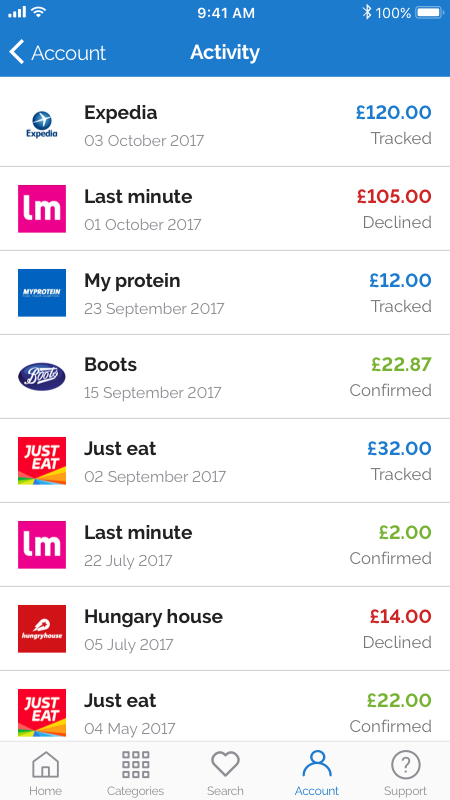 9:41 AM 100%
Account Activity
Expedia £120.00
Expedia
03 October 2017 Tracked
Last minute £105.00
lm
01 October 2017 Declined
My protein £12.00
MYPROTEIN
23 September 2017 Tracked
Boots £22.87
Boots
15 September 2017 Confirmed
Just eat £32.00
JUST
EAT
02 September 2017 Tracked
Last minute £2.00
lm
22 July 2017 Confirmed
Hungary house £14.00
hungryhouse
05 July 2017 Declined
Just eat £22.00
JUST
EAT
04 May 2017 Confirmed
Home Categories Search Account Support